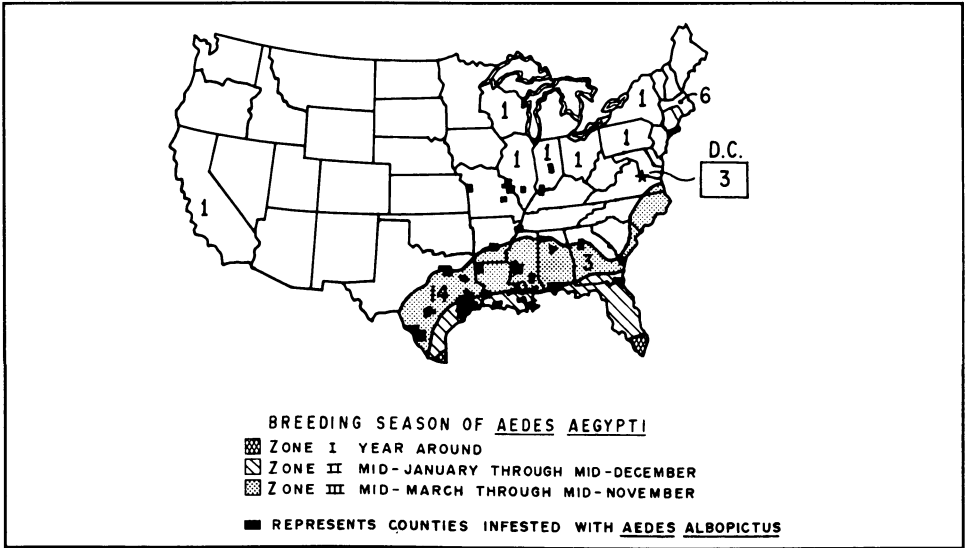 6
1
1
D.C.
1
3
1
1
1
1
3
14
BREEDING SEASON OF AEDES AEGYPTI
ZONE I YEAR AROUND
ZONE II MID-JANUARY THROUGH MID-DECEMBER
ZONE III MID-MARCH THROUGH MID-NOVEMBER
REPRESENTS COUNTIES INFESTED WITH AEDES ALBOPICTUS